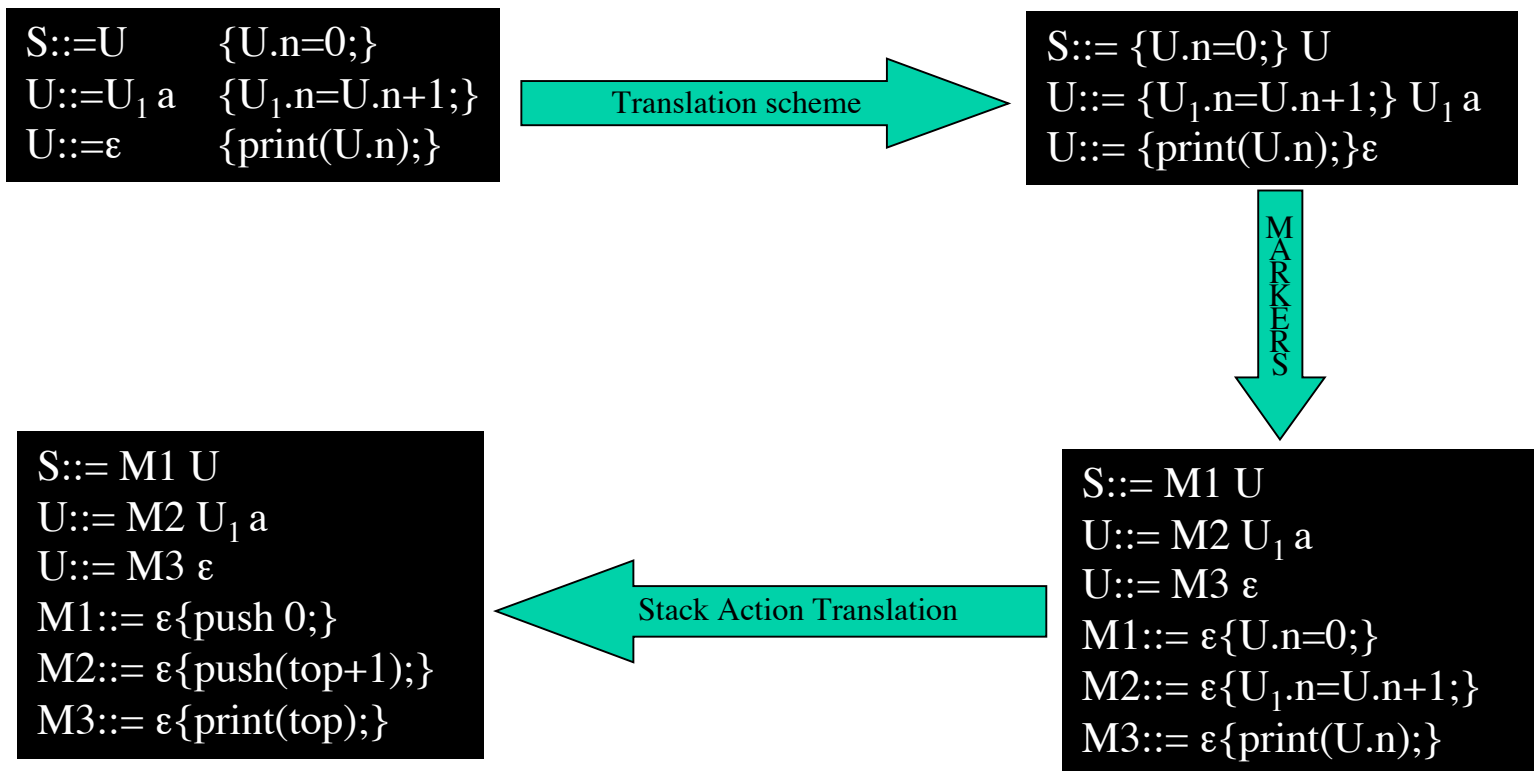 S::=U {U.n=0;}
U::=U₁ a {U₁.n=U.n+1;}
U::=ε {print(U.n);}
Translation scheme
S::= {U.n=0;} U
U::= {U₁.n=U.n+1;} U₁ a
U::= {print(U.n);}ε
MARKERS
S::= M1 U
U::= M2 U₁ a
U::= M3 ε
M1::= ε{U.n=0;}
M2::= ε{U₁.n=U.n+1;}
M3::= ε{print(U.n);}
Stack Action Translation
S::= M1 U
U::= M2 U₁ a
U::= M3 ε
M1::= ε{push 0;}
M2::= ε{push(top+1);}
M3::= ε{print(top);}